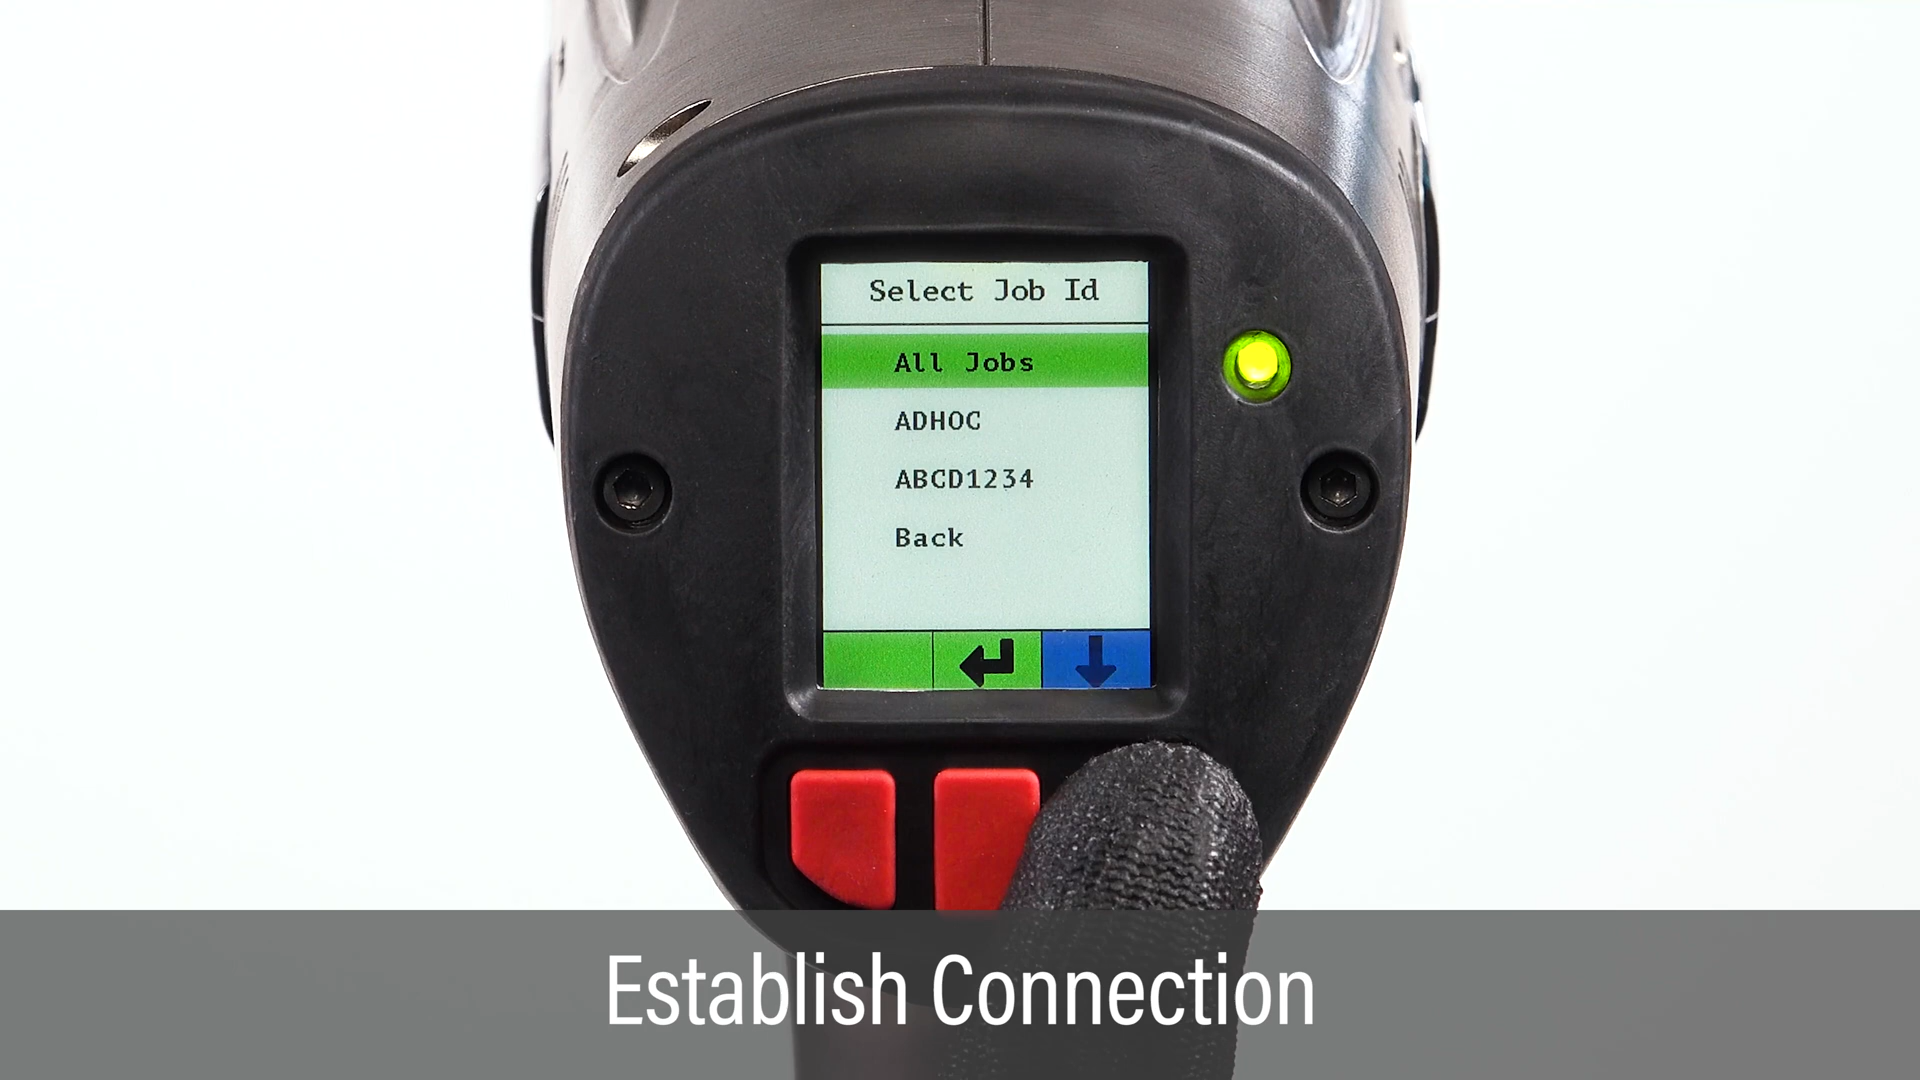 Select Job Id
All Jobs
ADHOC
ABCD1234
Back
Establish Connection